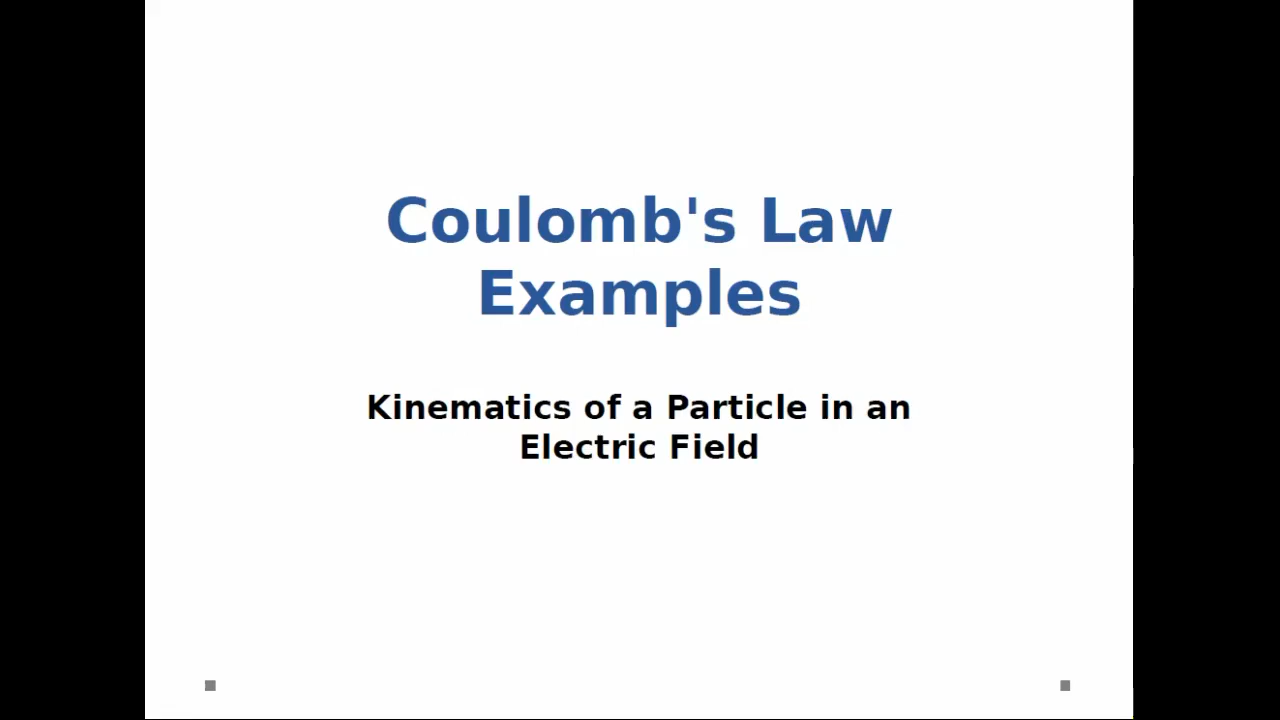 Coulomb's Law
Examples
Kinematics of a Particle in an
Electric Field